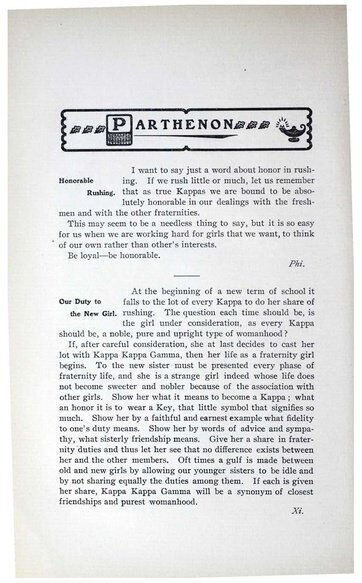 PARTHENON
I want to say just a word about honor in rush-
Honorable
Rushing.
ing. If we rush little or much, let us remember
that as true Kappas we are bound to be abso-
lutely honorable in our dealings with the fresh-
men and with the other fraternities.
This may seem to be a needless thing to say, but it is so easy
for us when we are working hard for girls that we want, to think
of our own rather than other's interests.
Be loyal—be honorable.
Phi.
At the beginning of a new term of school it
Our Duty to
the New Girl.
falls to the lot of every Kappa to do her share of
rushing. The question each time should be, is
the girl under consideration, as every Kappa
should be, a noble, pure and upright type of womanhood?
If, after careful consideration, she at last decides to cast her
lot with Kappa Kappa Gamma, then her life as a fraternity girl
begins. To the new sister must be presented every phase of
fraternity life, and she is a strange girl indeed whose life does
not become sweeter and nobler because of the association with
other girls. Show her what it means to become a Kappa; what
an honor it is to wear a Key, that little symbol that signifies so
much. Show her by a faithful and earnest example what fidelity
to one's duty means. Show her by words of advice and sympa-
thy, what sisterly friendship means. Give her a share in frater-
nity duties and thus let her see that no difference exists between
her and the other members. Oft times a gulf is made between
old and new girls by allowing our younger sisters to be idle and
by not sharing equally the duties among them. If each is given
her share, Kappa Kappa Gamma will be a synonym of closest
friendships and purest womanhood.
Xi.